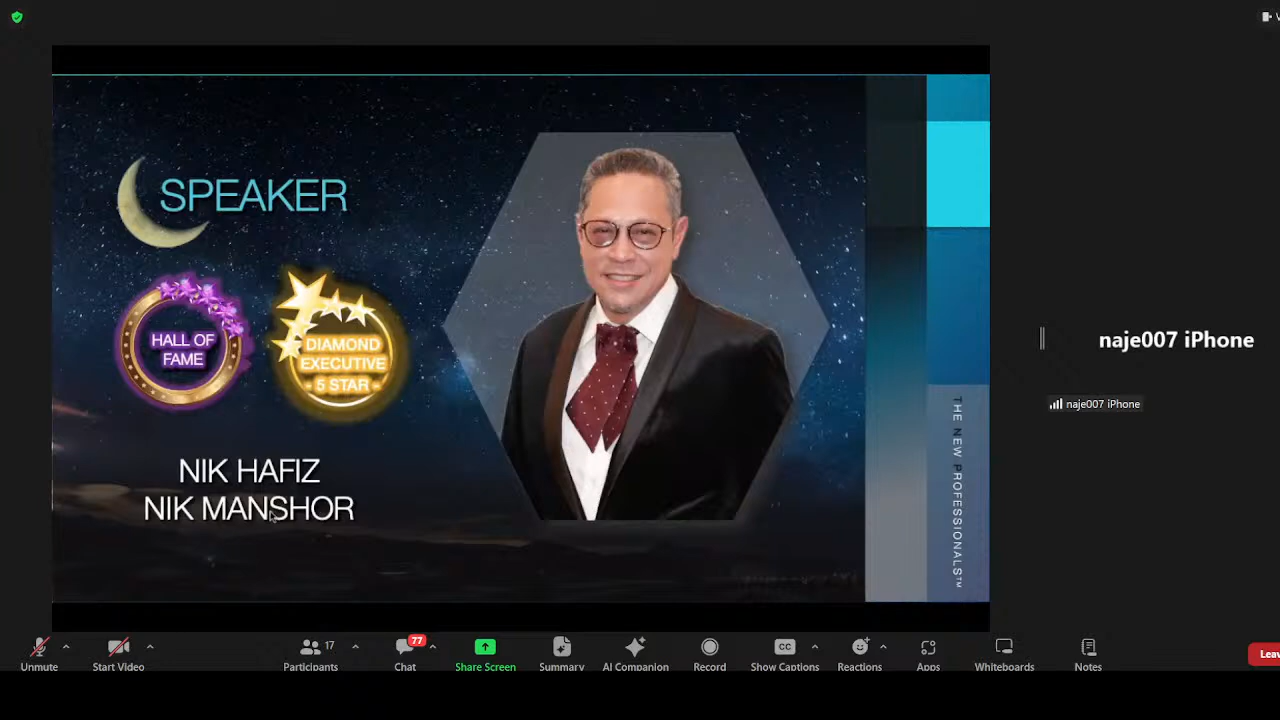 SPEAKER
HALL OF
FAME
DIAMOND
EXECUTIVE
- 5 STAR -
NIK HAFIZ
NIK MANSHOR
THE NEW PROFESSIONALS™
naje007 iPhone
naje007 iPhone
Unmute
Start Video
17
Participants
77
Chat
Share Screen
Summary
AI Companion
Record
CC
Show Captions
Reactions
Apps
Whiteboards
Notes
Leav